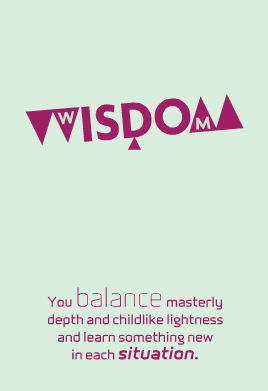 WISDOM
You balance masterly
depth and childlike lightness
and learn something new
in each situation.